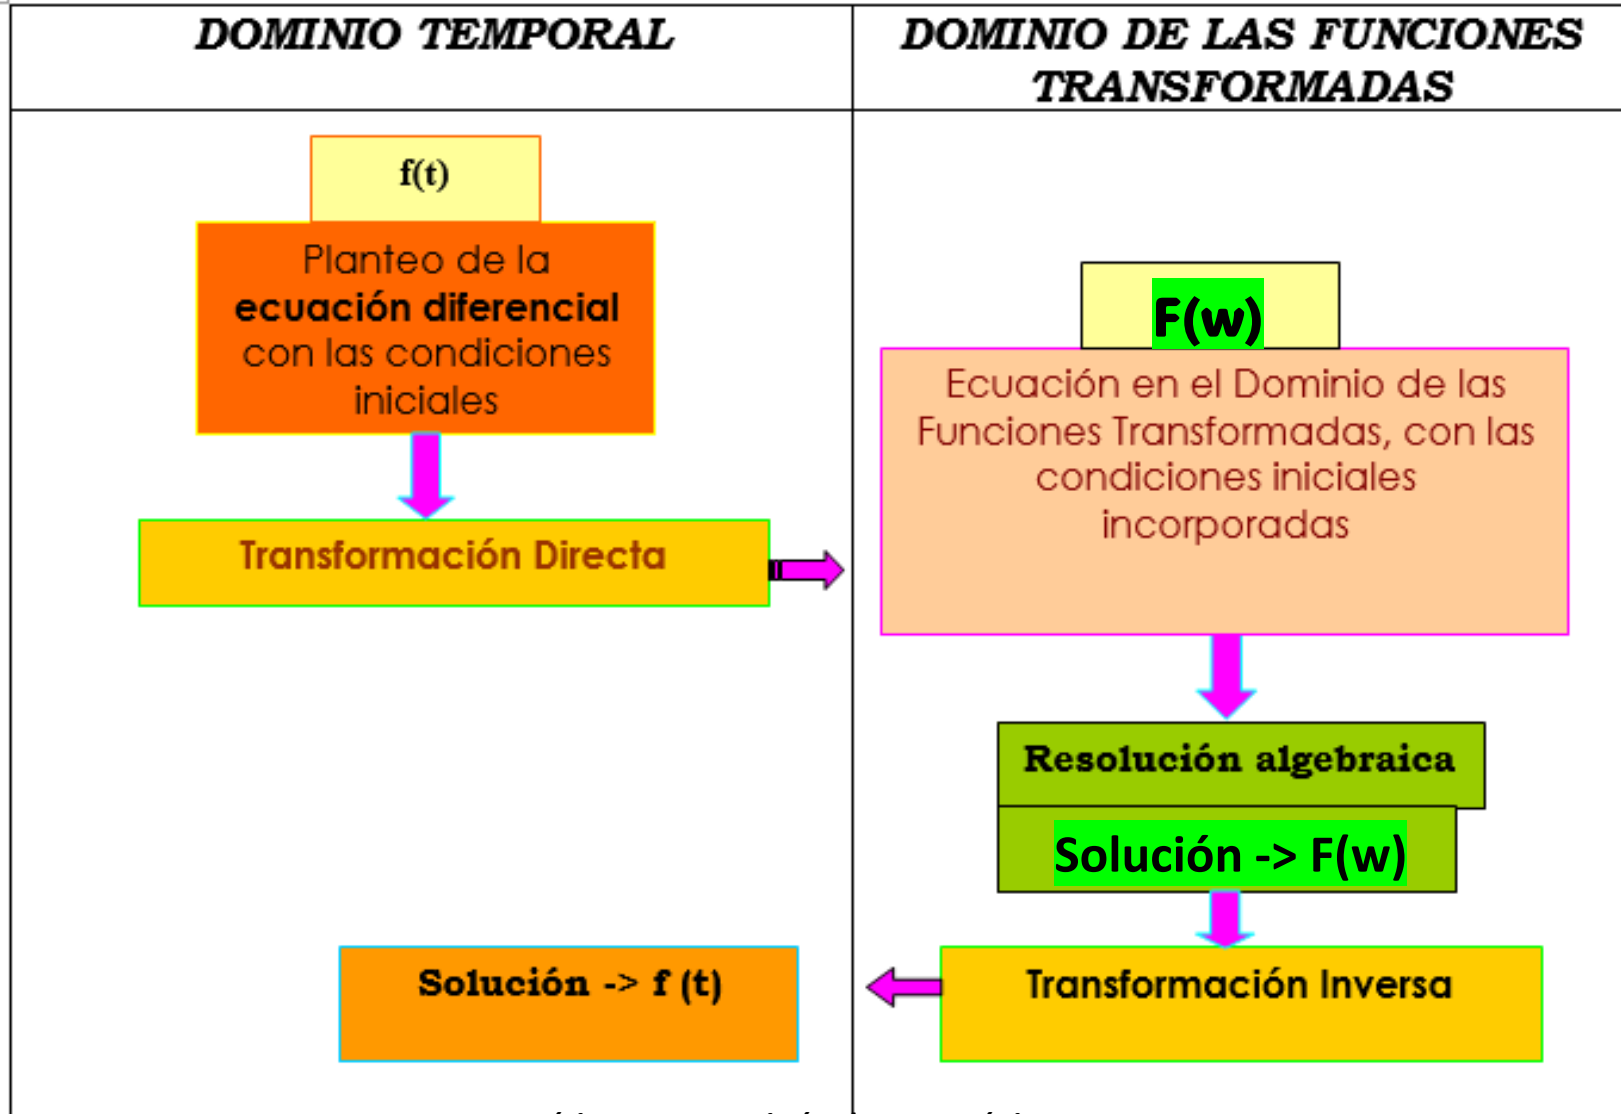 DOMINIO TEMPORAL
DOMINIO DE LAS FUNCIONES
TRANSFORMADAS
f(t)
Planteo de la
ecuación diferencial
con las condiciones
iniciales
Transformación Directa
F(w)
Ecuación en el Dominio de las
Funciones Transformadas, con las
condiciones iniciales
incorporadas
Resolución algebraica
Solución -> F(w)
Transformación Inversa
Solución -> f (t)